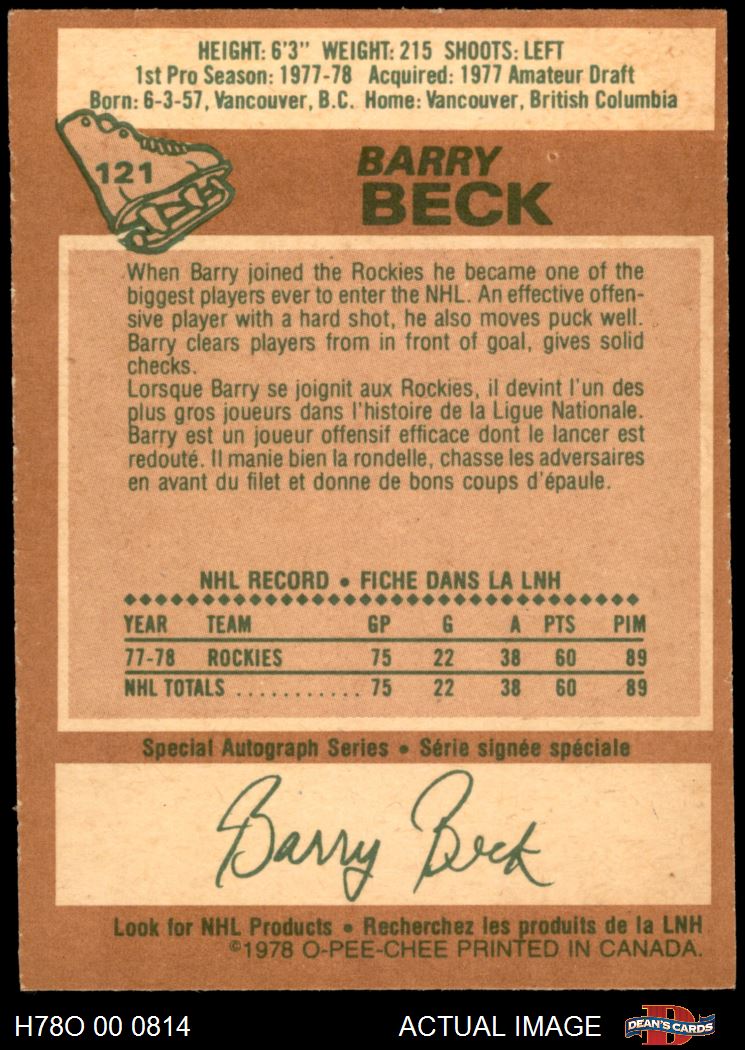 HEIGHT: 6'3" WEIGHT: 215 SHOOTS: LEFT
1st Pro Season: 1977-78 Acquired: 1977 Amateur Draft
Born: 6-3-57, Vancouver, B.C. Home: Vancouver, British Columbia
121
BARRY
BECK
When Barry joined the Rockies he became one of the
biggest players ever to enter the NHL. An effective offen-
sive player with a hard shot, he also moves puck well.
Barry clears players from in front of goal, gives solid
checks.
Lorsque Barry se joignit aux Rockies, il devint l'un des
plus gros joueurs dans l'histoire de la Ligue Nationale.
Barry est un joueur offensif efficace dont le lancer est
redouté. Il manie bien la rondelle, chasse les adversaires
en avant du filet et donne de bons coups d'épaule.
NHL RECORD • FICHE DANS LA LNH
YEAR TEAM GP G A PTS PIM
77-78 ROCKIES 75 22 38 60 89
NHL TOTALS ............ 75 22 38 60 89
Special Autograph Series • Série signée spéciale
Barry Beck
Look for NHL Products • Recherchez les produits de la LNH
©1978 O-PEE-CHEE PRINTED IN CANADA.
H78O 00 0814 ACTUAL IMAGE D DEAN'S CARDS